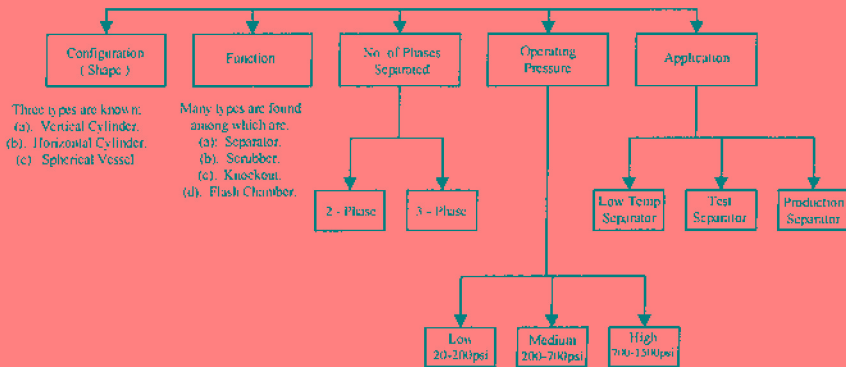 Configuration
( Shape )
Function
No. of Phases
Separated
Operating
Pressure
Application
Three types are known:
(a). Vertical Cylinder.
(b). Horizontal Cylinder.
(c) Spherical Vessel
Many types are found
among which are.
(a): Separator.
(b). Scrubber.
(c). Knockout.
(d). Flash Chamber.
2 - Phase
3 - Phase
Low Temp
Separator
Test
Separator
Production
Separator
Low
20-200psi
Medium
200-700psi
High
700-1500psi